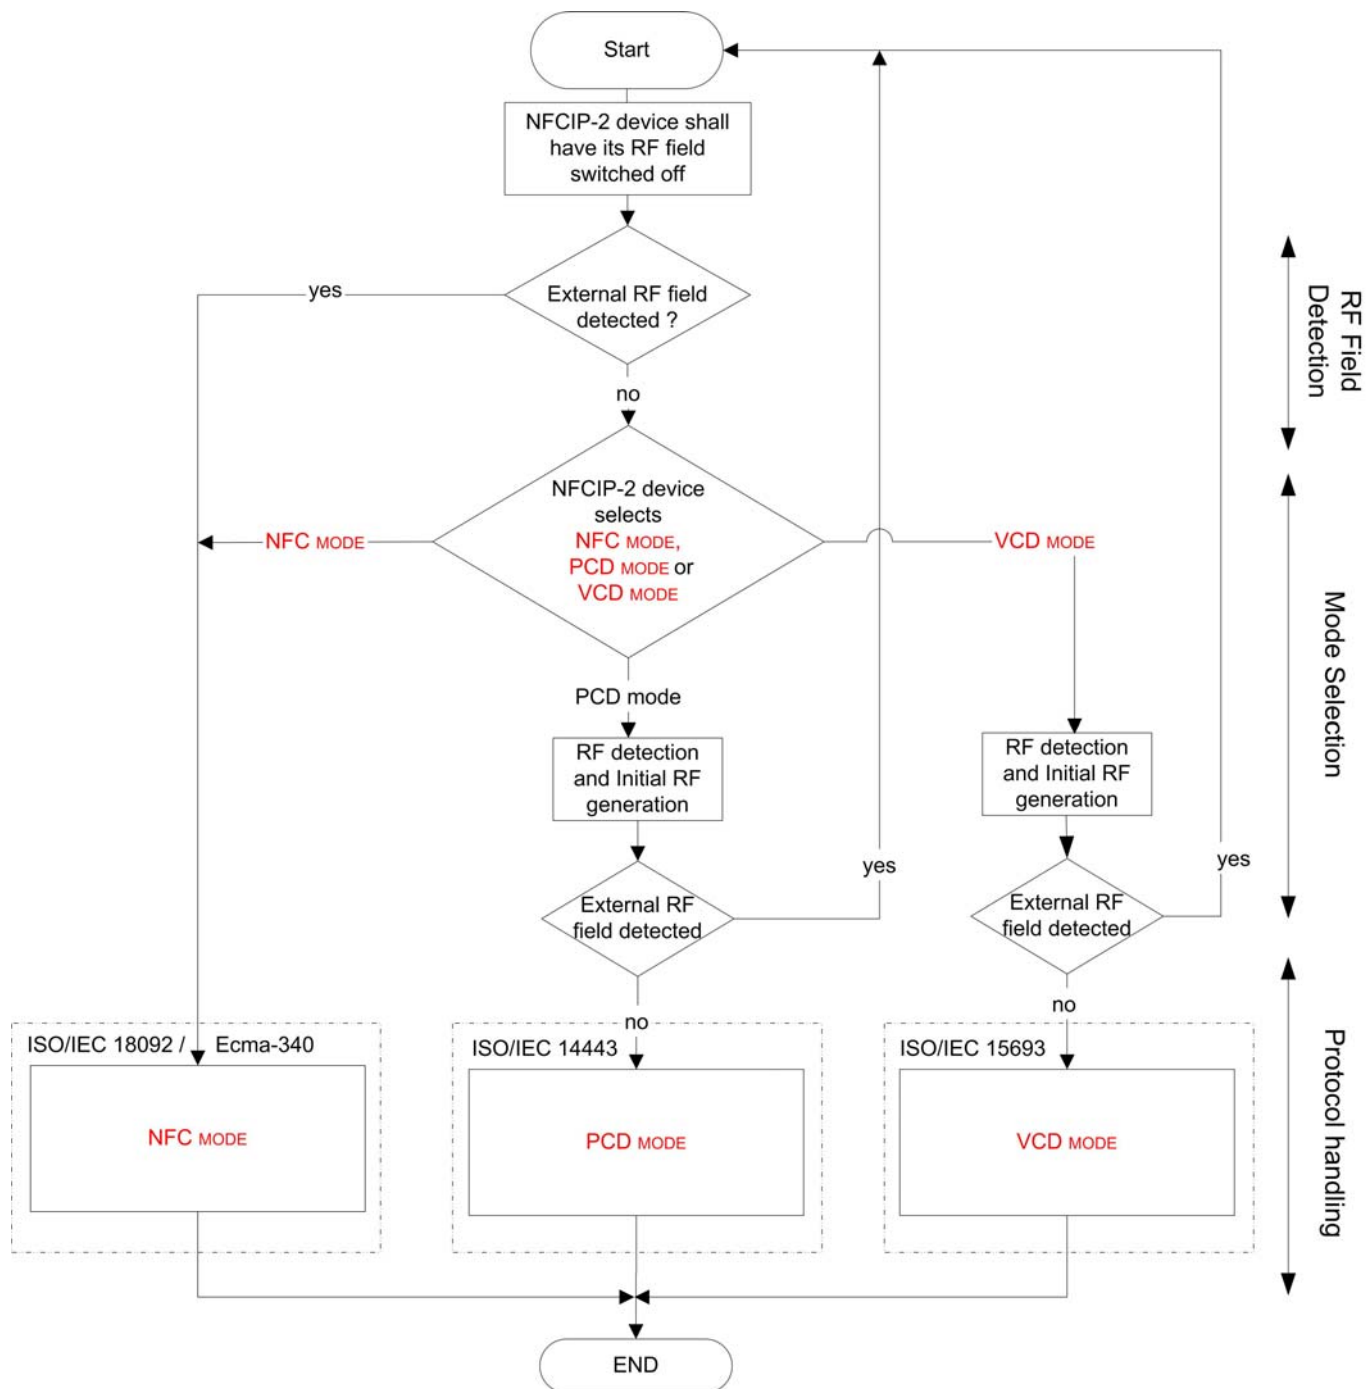 Start
NFCIP-2 device shall
have its RF field
switched off
External RF field
detected ?
yes
no
RF Field
Detection
NFCIP-2 device
selects
NFC MODE,
PCD MODE or
VCD MODE
NFC MODE
VCD MODE
PCD mode
Mode Selection
RF detection
and Initial RF
generation
RF detection
and Initial RF
generation
External RF
field detected
yes
External RF
field detected
yes
no
no
ISO/IEC 18092 / Ecma-340
NFC MODE
ISO/IEC 14443
PCD MODE
ISO/IEC 15693
VCD MODE
Protocol handling
END